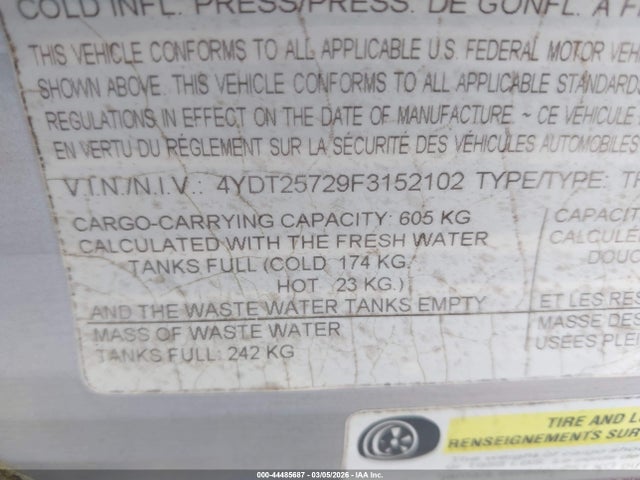 COLD INFL. PRESS/PRESS. DE GONFL. À F
THIS VEHICLE CONFORMS TO ALL APPLICABLE U.S. FEDERAL MOTOR VEH
SHOWN ABOVE. THIS VEHICLE CONFORMS TO ALL APPLICABLE STANDARDS
REGULATIONS IN EFFECT ON THE DATE OF MANUFACTURE. ~ CE VÉHICULE
EN VERTU DU RÉGLEMENT SUR LA SÉCURITÉ DES VÉHICULES AUTOMOBILES
V.I.N./N.I.V.: 4YDT25729F3152102 TYPE/TYPE: TR
CARGO-CARRYING CAPACITY: 605 KG
CALCULATED WITH THE FRESH WATER
TANKS FULL (COLD 174 KG.
HOT 23 KG.)
AND THE WASTE WATER TANKS EMPTY
MASS OF WASTE WATER
TANKS FULL: 242 KG
CAPACIT
CALCULÉ
DOUC
ET LES RÉS
MASSE DES
USÉES PLEI
TIRE AND L
RENSEIGNEMENTS SUR
000-44485687 - 03/05/2026 - IAA Inc.